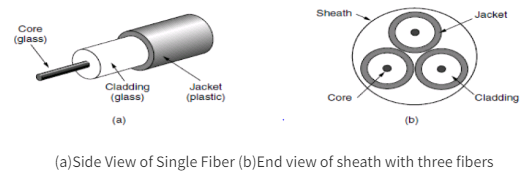 Core
(glass)
Cladding
(glass)
Jacket
(plastic)
(a)
Sheath
Jacket
Core
Cladding
(b)
(a)Side View of Single Fiber (b)End view of sheath with three fibers